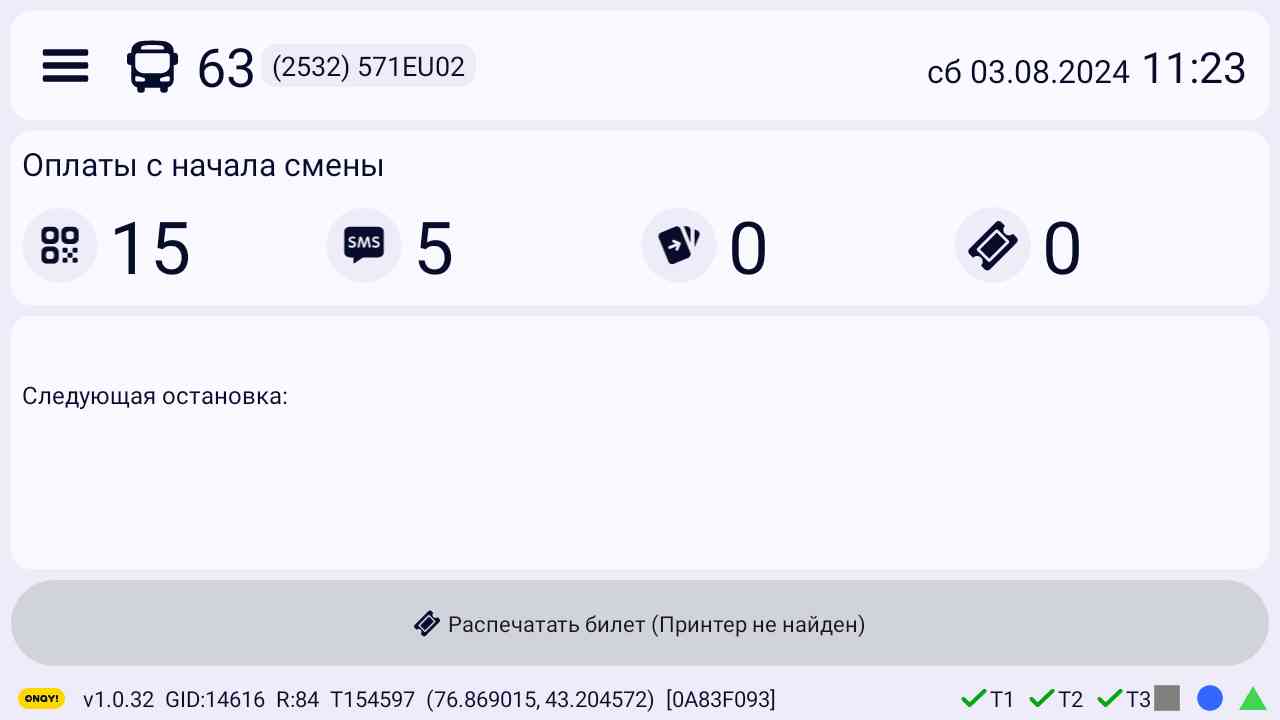 63 (2532) 571EU02 сб 03.08.2024 11:23
Оплаты с начала смены
15 SMS 5 0 0
Следующая остановка:
Распечатать билет (Принтер не найден)
ONAY! v1.0.32 GID:14616 R:84 T154597 (76.869015, 43.204572) [0A83F093] T1 T2 T3